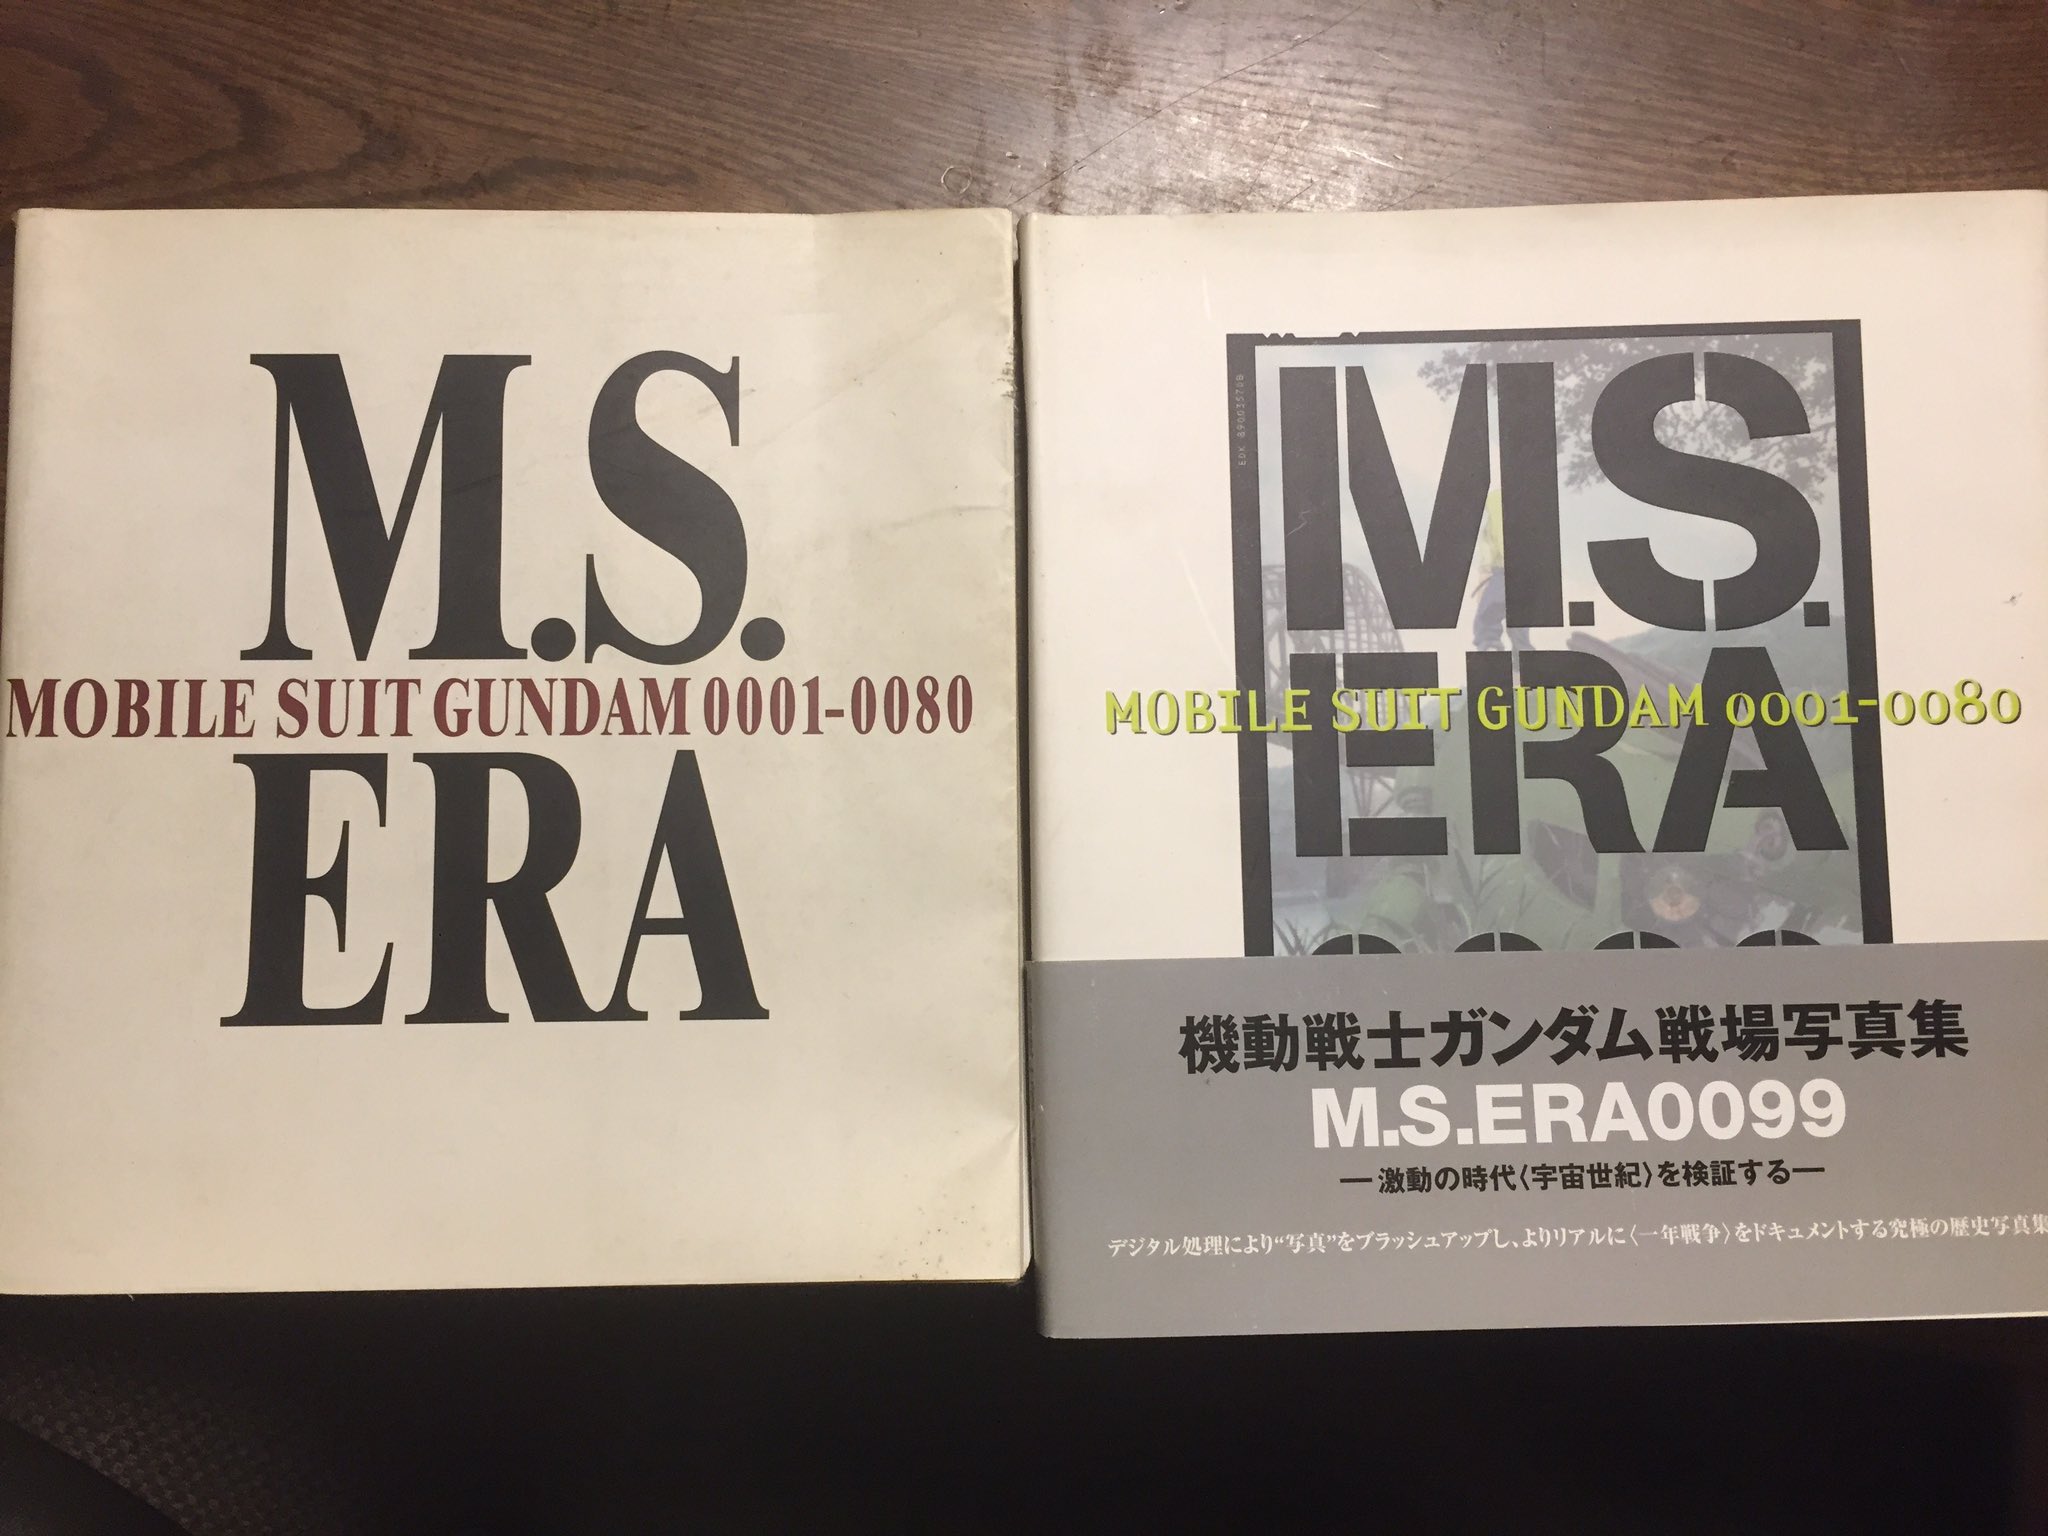 M.S.
MOBILE SUIT GUNDAM 0001-0080
ERA
M.S.
MOBILE SUIT GUNDAM 0001-0080
ERA
機動戦士ガンダム戦場写真集
M.S.ERA0099
―激動の時代〈宇宙世紀〉を検証する―
デジタル処理により“写真”をブラッシュアップし、よりリアルに〈一年戦争〉をドキュメントする究極の歴史写真集